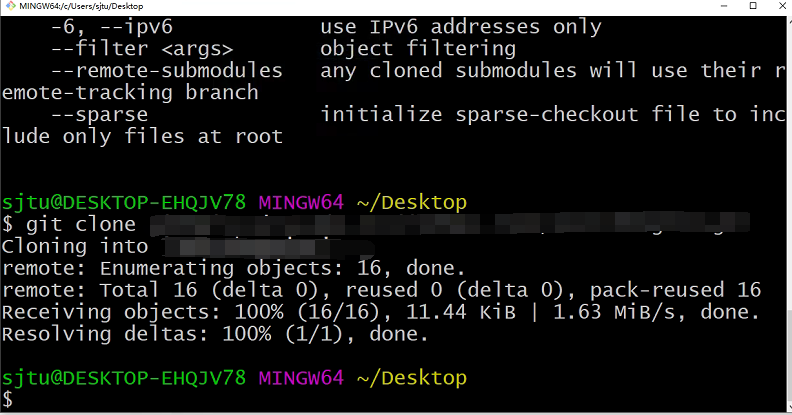 MINGW64:/c/Users/sjtu/Desktop
-6, --ipv6 use IPv6 addresses only
--filter <args> object filtering
--remote-submodules any cloned submodules will use their r
emote-tracking branch
--sparse initialize sparse-checkout file to inc
lude only files at root
sjtu@DESKTOP-EHQJV78 MINGW64 ~/Desktop
$ git clone
Cloning into
remote: Enumerating objects: 16, done.
remote: Total 16 (delta 0), reused 0 (delta 0), pack-reused 16
Receiving objects: 100% (16/16), 11.44 KiB | 1.63 MiB/s, done.
Resolving deltas: 100% (1/1), done.
sjtu@DESKTOP-EHQJV78 MINGW64 ~/Desktop
$